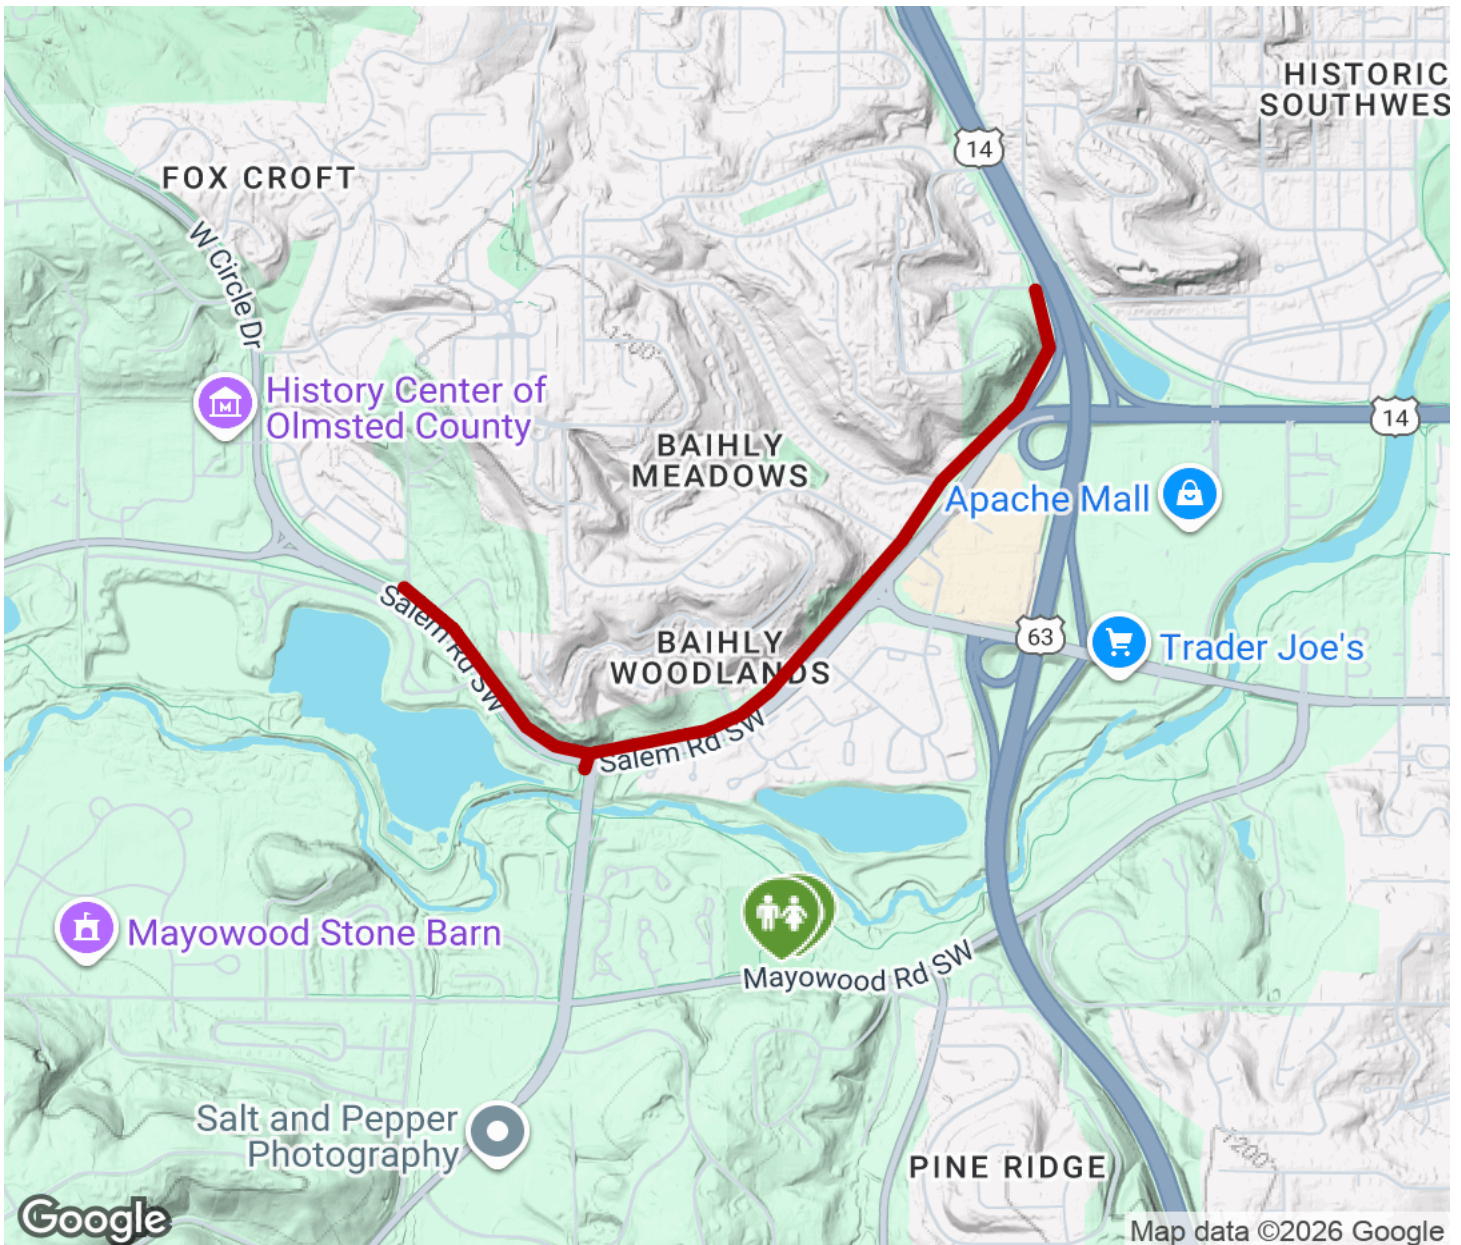 HISTORIC
SOUTHWES
14
FOX CROFT
W Circle Dr
1100
History Center of
Olmsted County
14
BAIHLY
MEADOWS
Apache Mall
Salem Rd SW
BAIHLY
WOODLANDS
63
Trader Joe's
Salem Rd SW
Mayowood Stone Barn
Mayowood Rd SW
Salt and Pepper
Photography
PINE RIDGE
1200
Google
Map data ©2026 Google